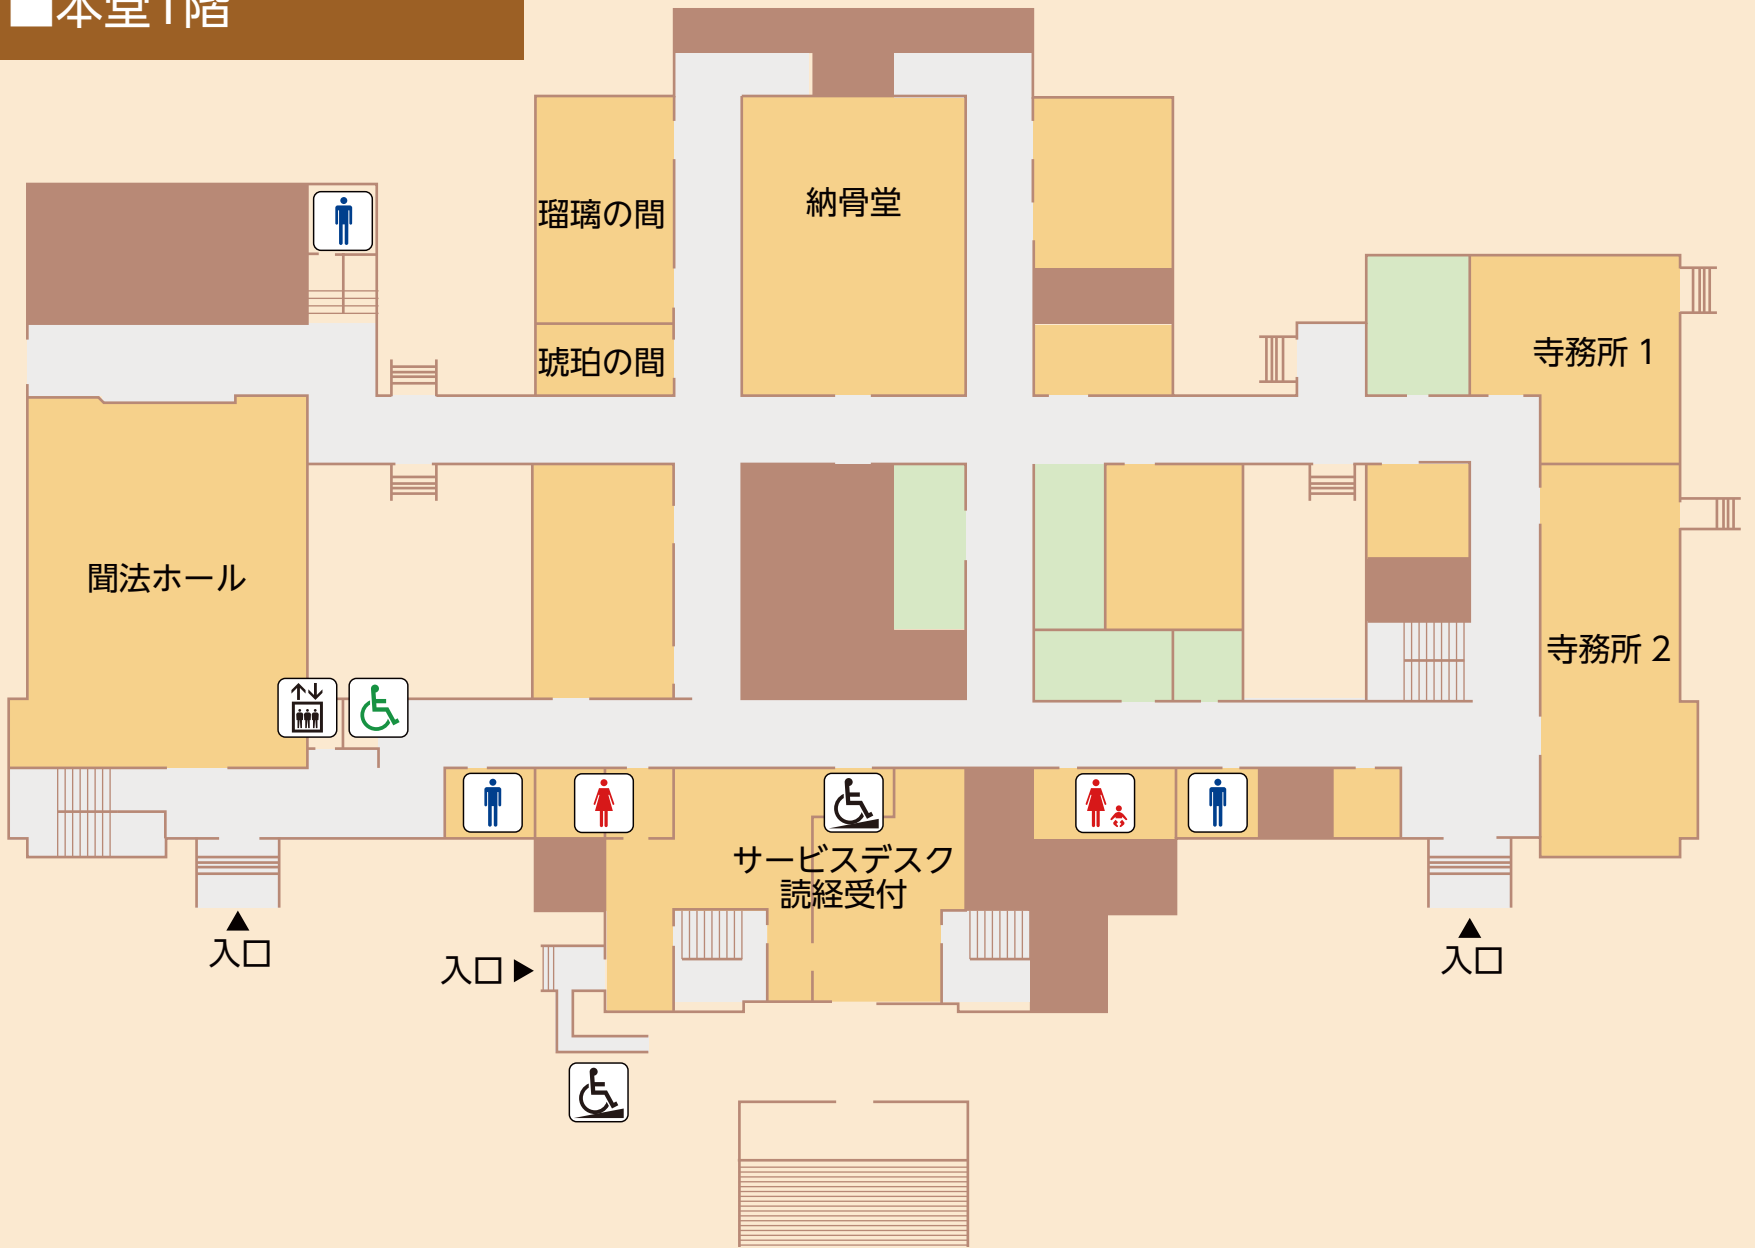 ■本堂1階
瑠璃の間
納骨堂
琥珀の間
寺務所 1
聞法ホール
寺務所 2
サービスデスク
読経受付
▲
入口
入口 ▶
▲
入口